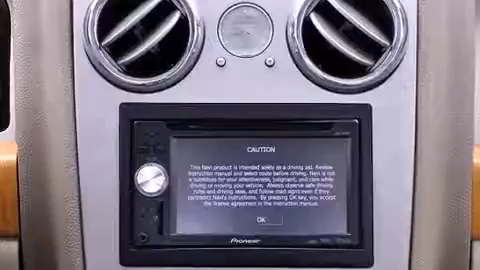 CAUTION
This Navi product is intended solely as a driving aid. Review
instruction manual and select route before driving. Navi is not
a substitute for your attentiveness, judgment, and care while
driving or moving your vehicle. Always observe safe driving
rules and driving laws, and follow road signs even if they
contradict Navi's instructions. By pressing OK key, you accept
the license agreement in the instruction manual.
OK
Pioneer